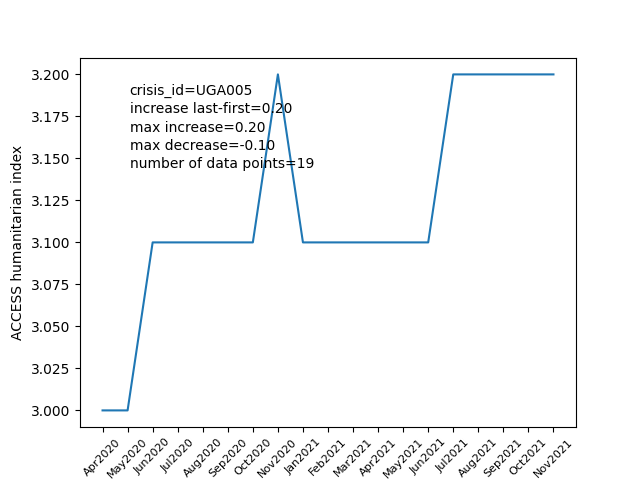 crisis_id=UGA005
increase last-first=0.20
max increase=0.20
max decrease=-0.10
number of data points=19
ACCESS humanitarian index
3.200
3.175
3.150
3.125
3.100
3.075
3.050
3.025
3.000
Apr2020
May2020
Jun2020
Jul2020
Aug2020
Sep2020
Oct2020
Nov2020
Jan2021
Feb2021
Mar2021
Apr2021
May2021
Jun2021
Jul2021
Aug2021
Sep2021
Oct2021
Nov2021